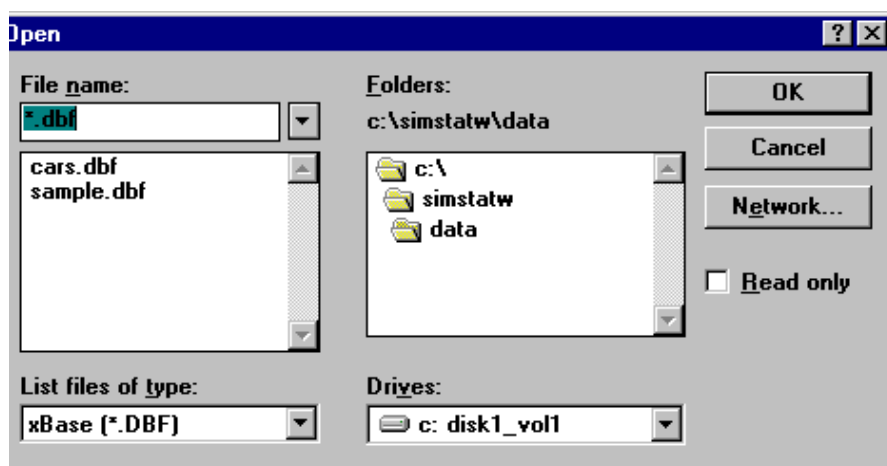 Open
File name:
*.dbf
cars.dbf
sample.dbf
List files of type:
xBase (*.DBF)
Folders:
c:\simstatw\data
c:\
simstatw
data
Drives:
c: disk1_vol1
OK
Cancel
Network...
Read only